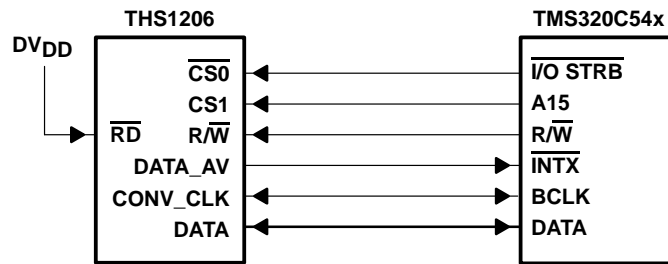 THS1206 TMS320C54x
DVDD
CS0 I/O STRB
CS1 A15
RD R/W R/W
DATA_AV INTX
CONV_CLK BCLK
DATA DATA